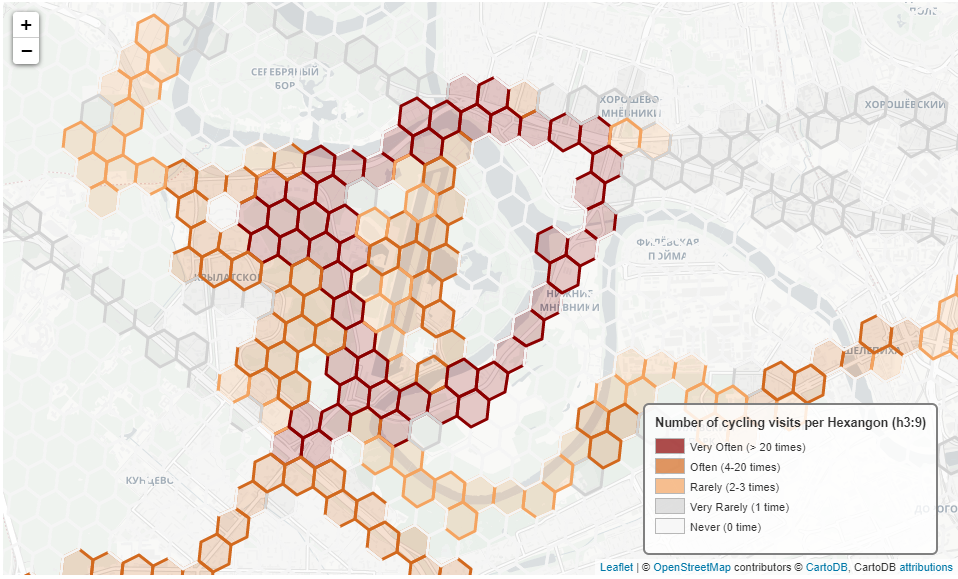 +
−
ПОЛЕ
СЕРЕБРЯНЫЙ
БОР
ХОРОШЁВО-
МНЁВНИКИ
ХОРОШЁВСКИЙ
ФИЛЁВСКАЯ
ПОЙМА
КРЫЛАТСКОЕ
НИЖНИЕ
МНЁВНИКИ
ШЕЛЕПИХА
КУНЦЕВО
Number of cycling visits per Hexangon (h3:9)
Very Often (> 20 times)
Often (4-20 times)
Rarely (2-3 times)
Very Rarely (1 time)
Never (0 time)
Leaflet | © OpenStreetMap contributors © CartoDB, CartoDB attributions